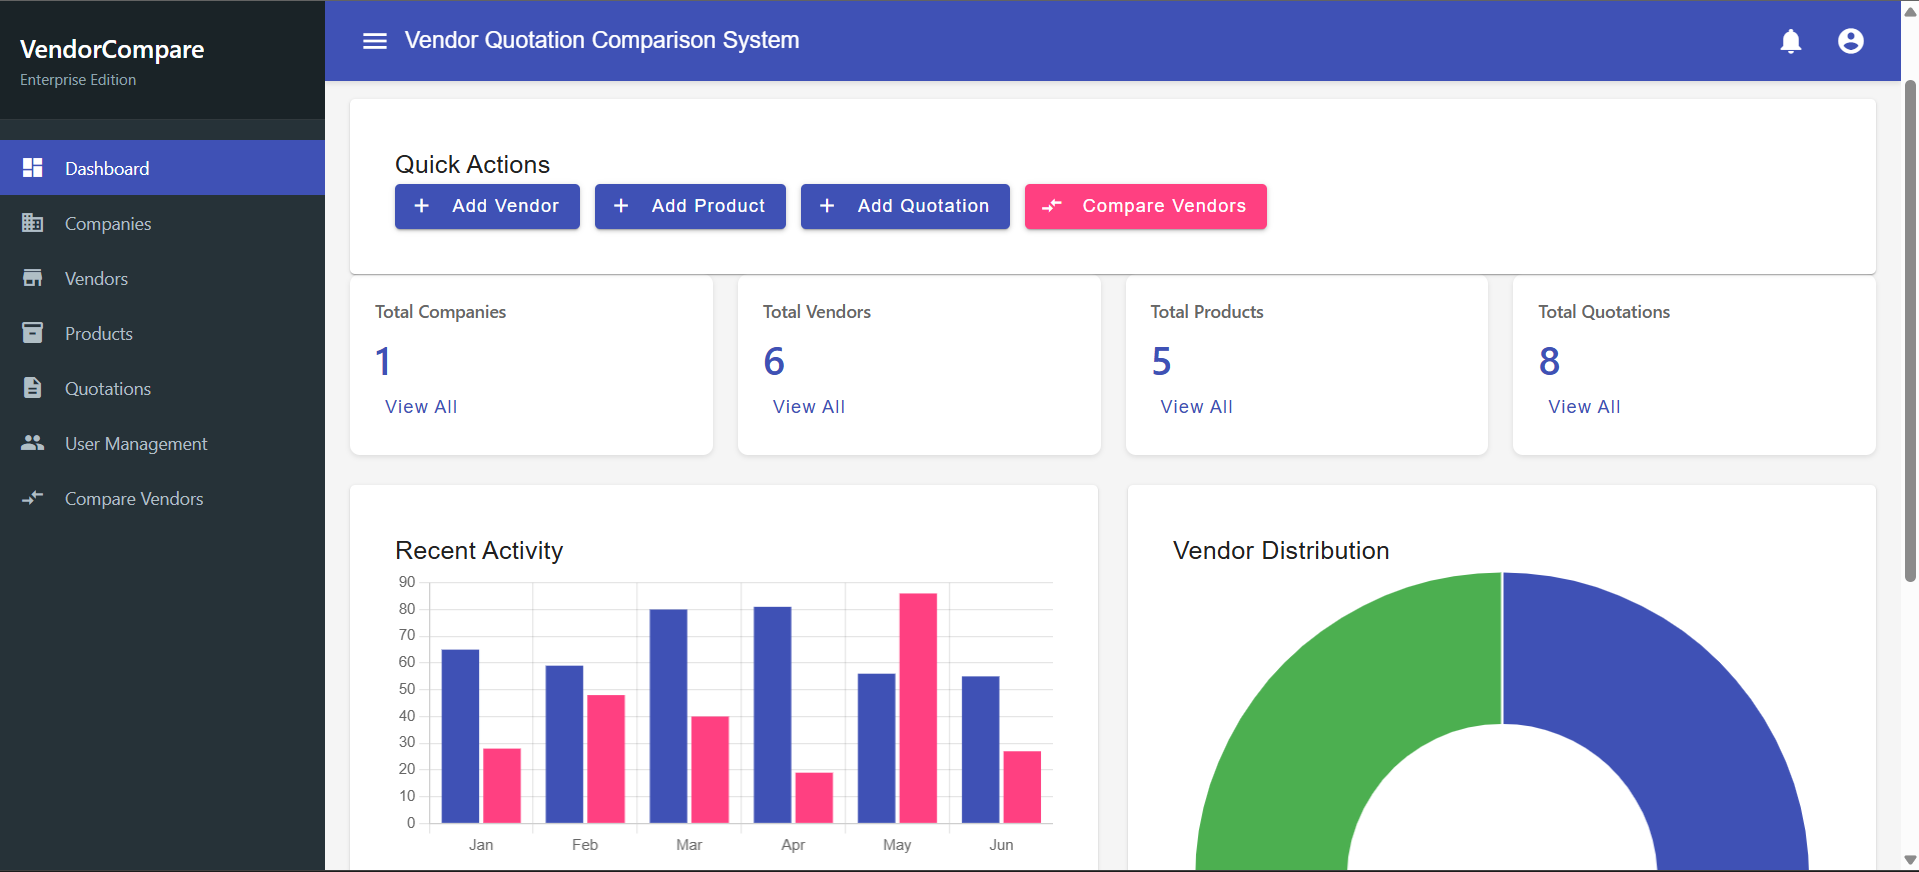 VendorCompare
Enterprise Edition
Dashboard
Companies
Vendors
Products
Quotations
User Management
Compare Vendors
Vendor Quotation Comparison System
Quick Actions
Add Vendor
Add Product
Add Quotation
Compare Vendors
Total Companies
1
View All
Total Vendors
6
View All
Total Products
5
View All
Total Quotations
8
View All
Recent Activity
90
80
70
60
50
40
30
20
10
0
Jan Feb Mar Apr May Jun
Vendor Distribution